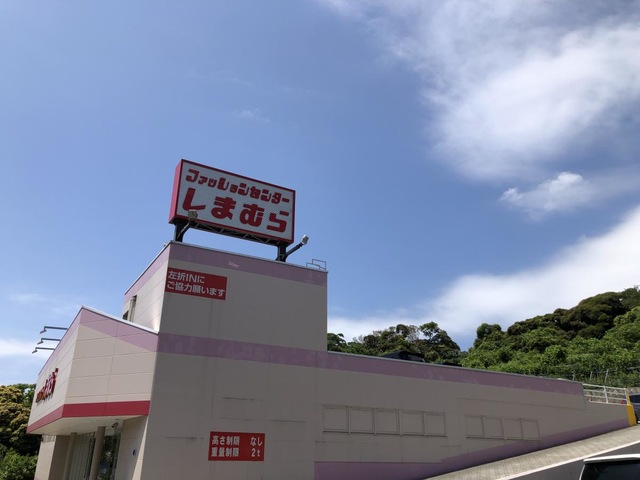 ファッションセンター
しまむら
左折INに
ご協力願います
高さ制限 なし
重量制限 2t